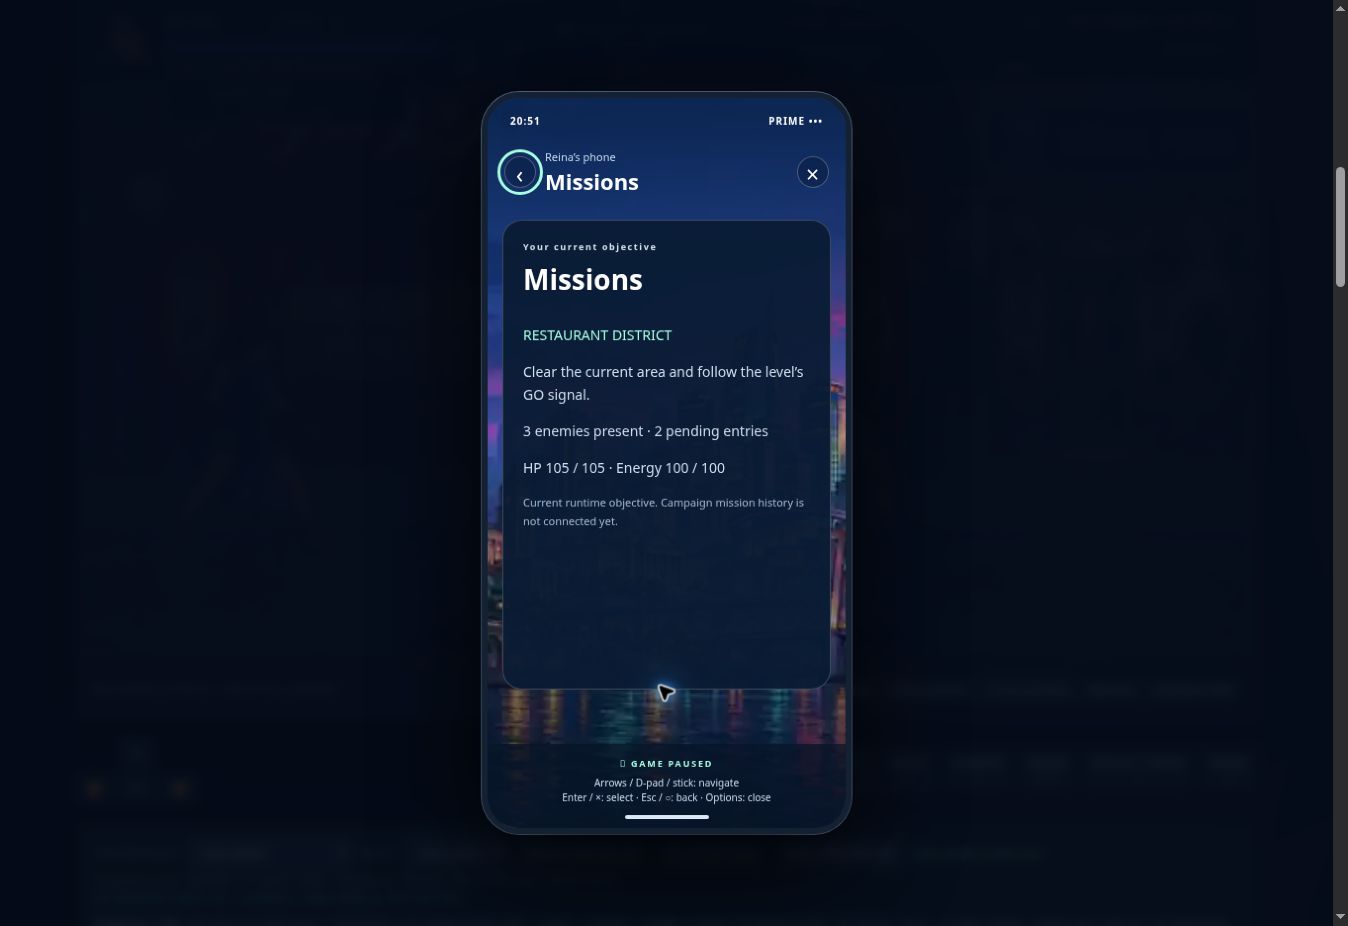 20:51
PRIME •••
Reina's phone
‹
Missions
×
Your current objective
Missions
RESTAURANT DISTRICT
Clear the current area and follow the level's
GO signal.
3 enemies present · 2 pending entries
HP 105 / 105 · Energy 100 / 100
Current runtime objective. Campaign mission history is
not connected yet.
GAME PAUSED
Arrows / D-pad / stick: navigate
Enter / ×: select · Esc / ○: back · Options: close